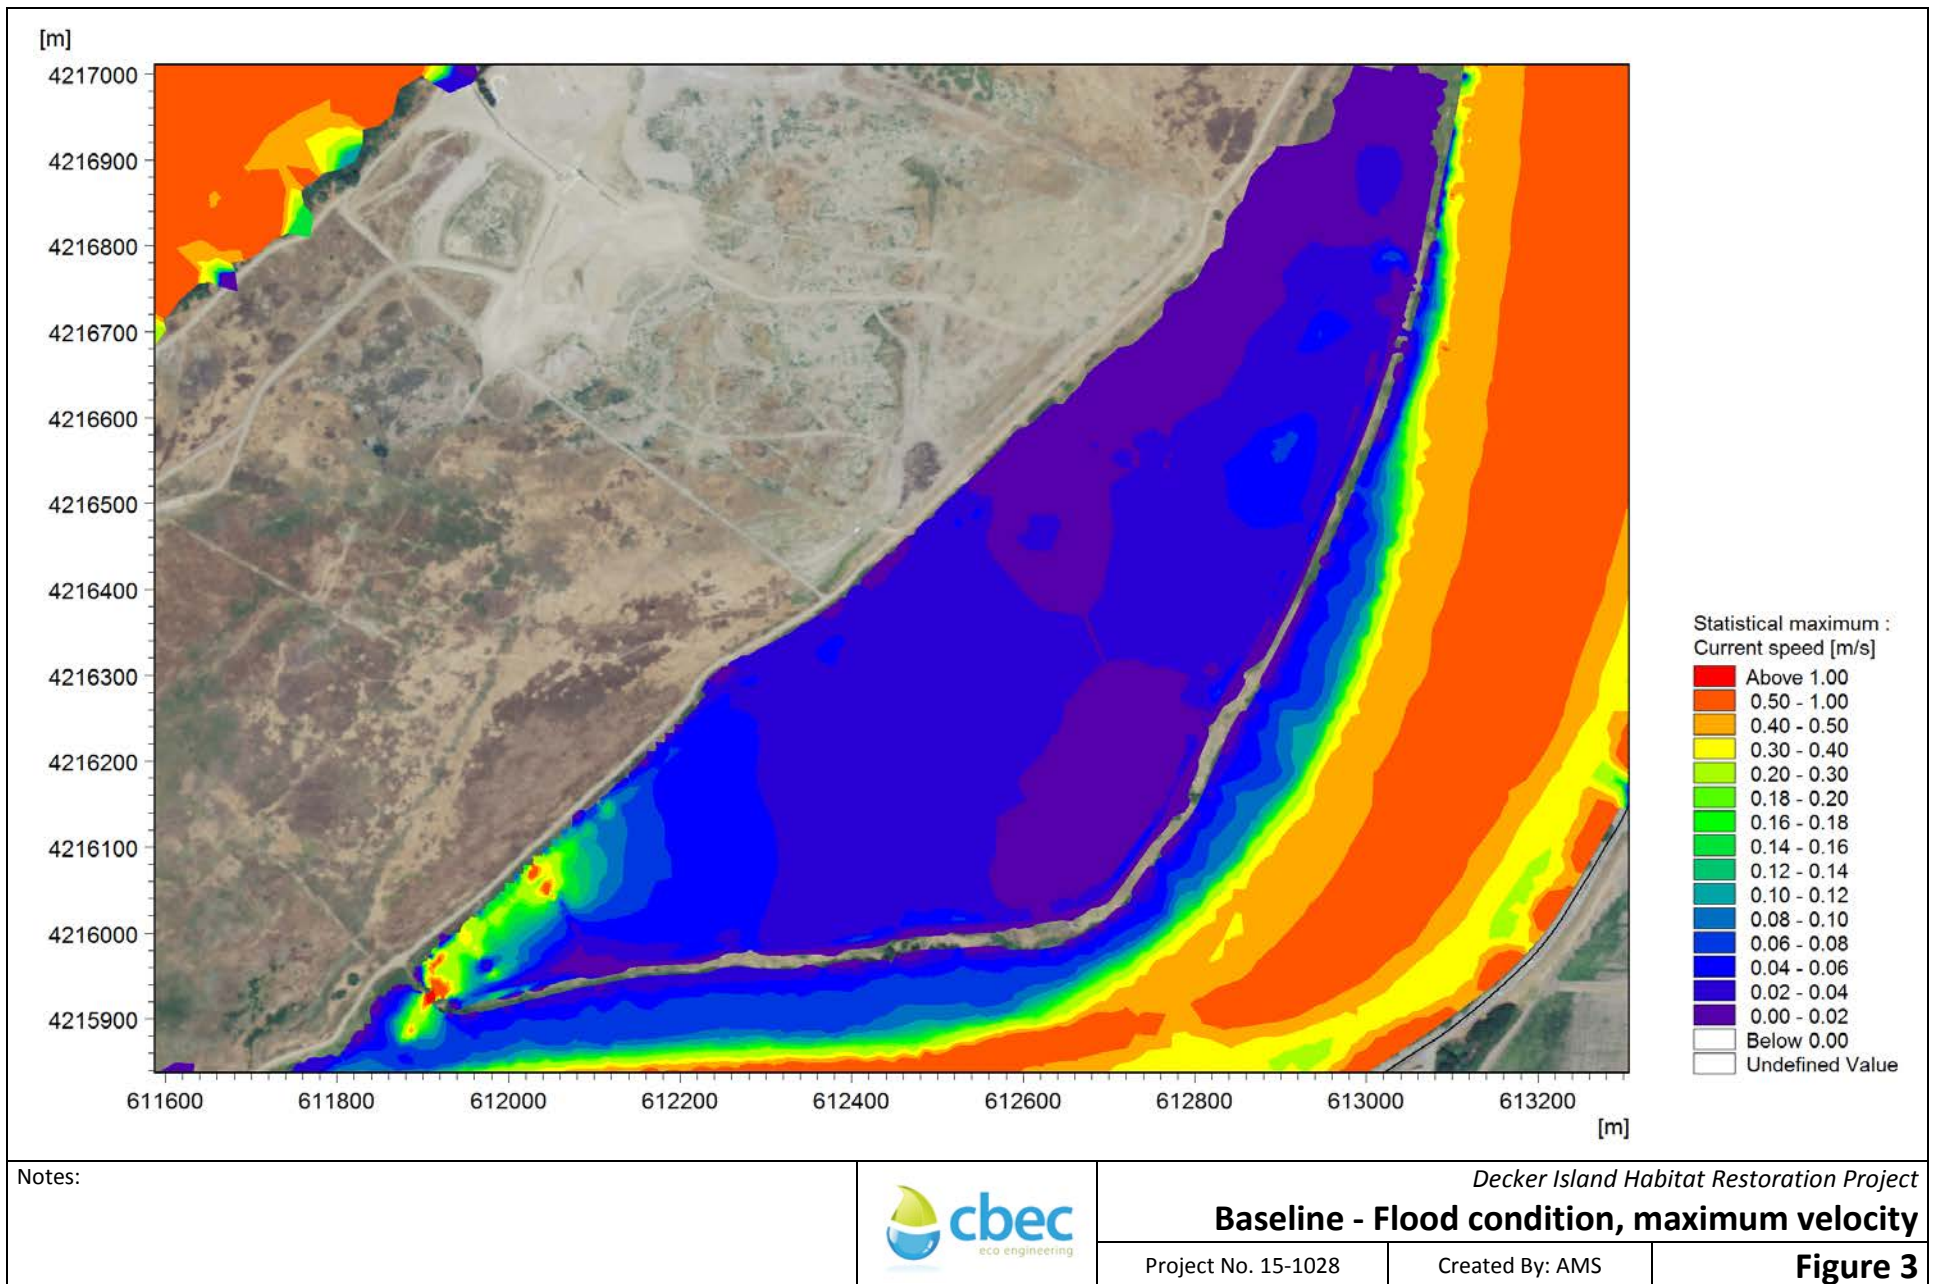 [m]
4217000
4216900
4216800
4216700
4216600
4216500
4216400
4216300
4216200
4216100
4216000
4215900
611600 611800 612000 612200 612400 612600 612800 613000 613200
[m]
Statistical maximum :
Current speed [m/s]
Above 1.00
0.50 - 1.00
0.40 - 0.50
0.30 - 0.40
0.20 - 0.30
0.18 - 0.20
0.16 - 0.18
0.14 - 0.16
0.12 - 0.14
0.10 - 0.12
0.08 - 0.10
0.06 - 0.08
0.04 - 0.06
0.02 - 0.04
0.00 - 0.02
Below 0.00
Undefined Value
Notes:
cbec
eco engineering
Decker Island Habitat Restoration Project
Baseline - Flood condition, maximum velocity
Project No. 15-1028
Created By: AMS
Figure 3